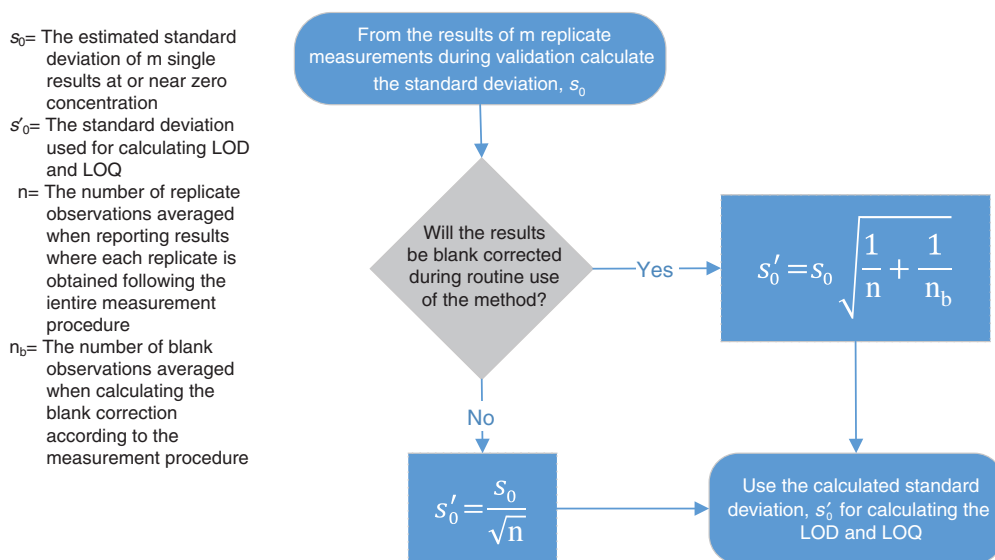 s₀= The estimated standard
deviation of m single
results at or near zero
concentration
s′₀= The standard deviation
used for calculating LOD
and LOQ
n= The number of replicate
observations averaged
when reporting results
where each replicate is
obtained following the
ientire measurement
procedure
n_b= The number of blank
observations averaged
when calculating the
blank correction
according to the
measurement procedure
From the results of m replicate
measurements during validation calculate
the standard deviation, s₀
Will the results
be blank corrected
during routine use
of the method?
Yes
s₀′=s₀ √(1/n + 1/n_b)
No
s₀′=s₀/√n
Use the calculated standard
deviation, s₀′ for calculating the
LOD and LOQ